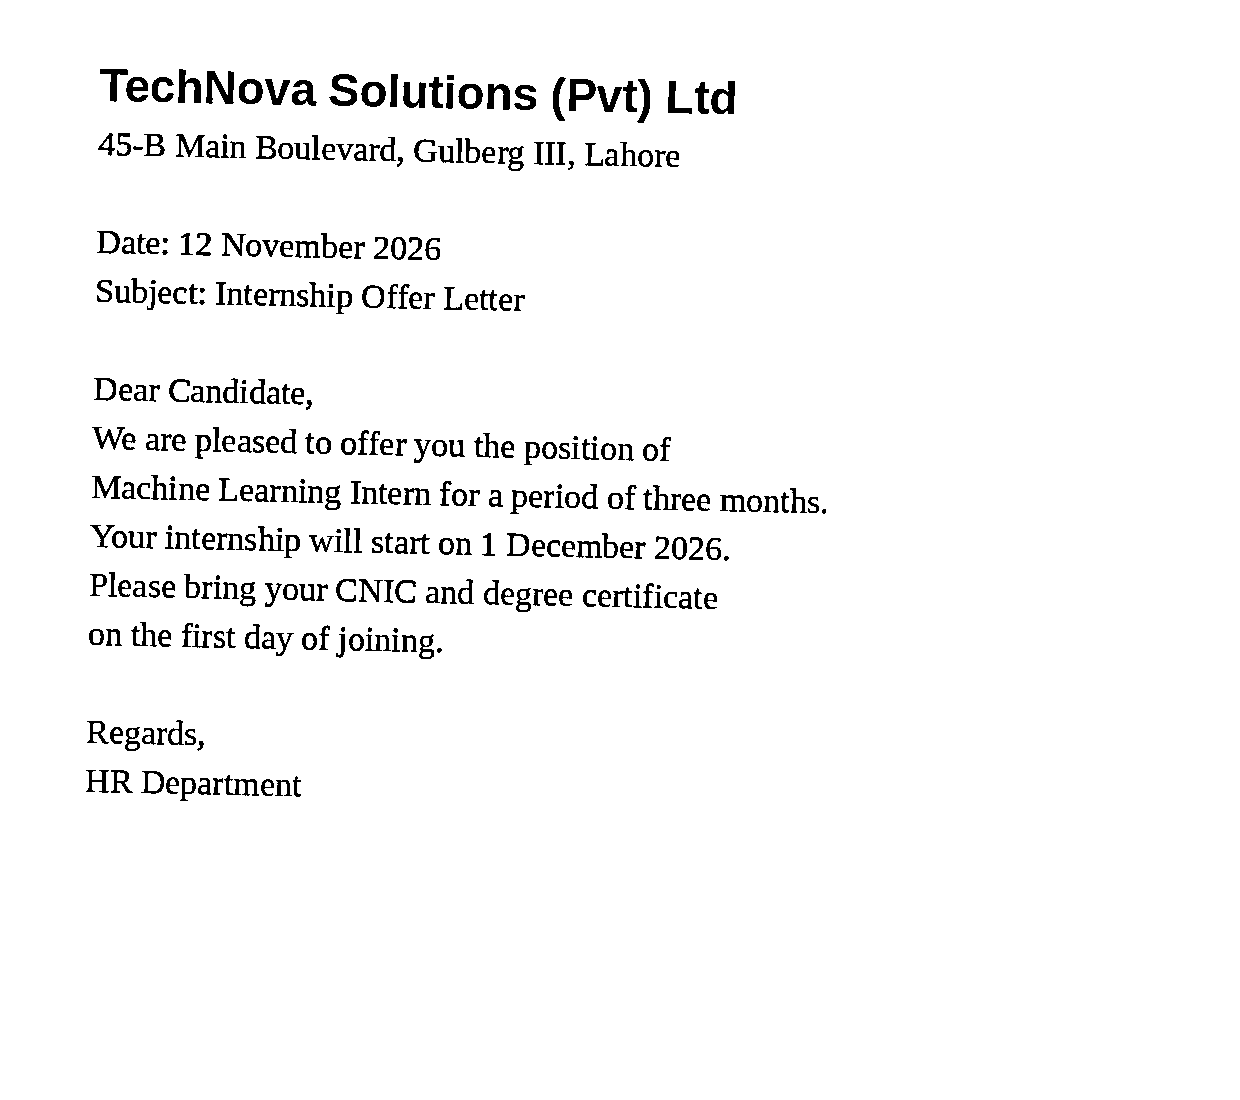 TechNova Solutions (Pvt) Ltd
45-B Main Boulevard, Gulberg III, Lahore
Date: 12 November 2026
Subject: Internship Offer Letter
Dear Candidate,
We are pleased to offer you the position of
Machine Learning Intern for a period of three months.
Your internship will start on 1 December 2026.
Please bring your CNIC and degree certificate
on the first day of joining.
Regards,
HR Department